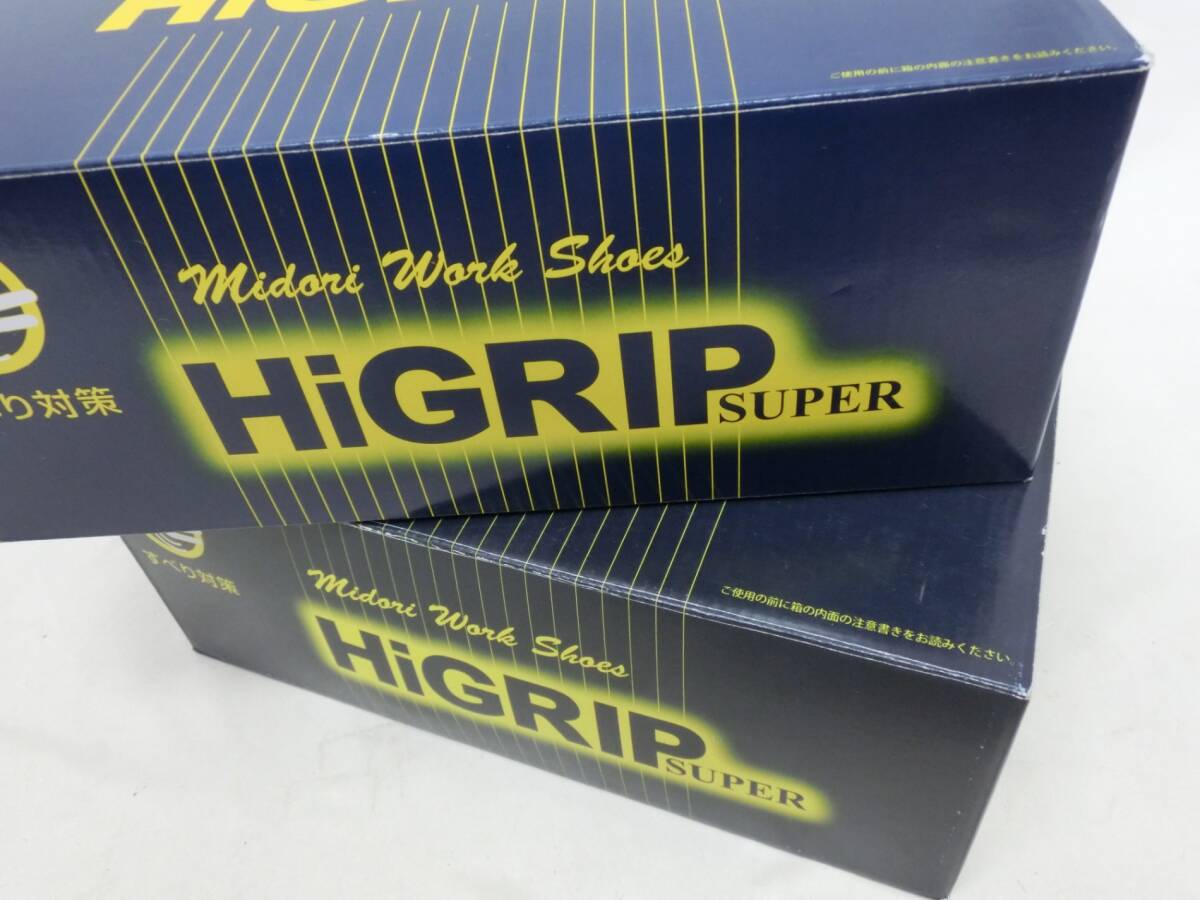 HiGRIP
ご使用の前に箱の内面の注意書きをお読みください。
Midori Work Shoes
HiGRIP SUPER
り対策
すべり対策
Midori Work Shoes
HiGRIP SUPER
ご使用の前に箱の内面の注意書きをお読みください。